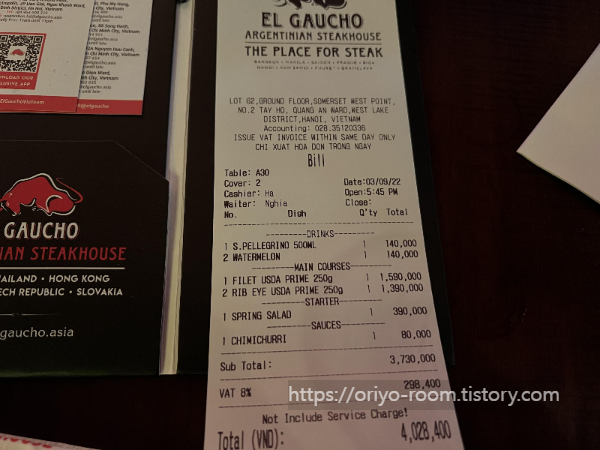 EL GAUCHO
ARGENTINIAN STEAKHOUSE
THE PLACE FOR STEAK
LOT G2,GROUND FLOOR,SOMERSET WEST POINT,
NO.2 TAY HO, QUANG AN WARD,WEST LAKE
DISTRICT,HANOI, VIETNAM
Accounting: 028.35120336
ISSUE VAT INVOICE WITHIN SAME DAY ONLY
CHI XUAT HOA DON TRONG NGAY
Bill
Table: A30
Cover: 2 Date:03/09/22
Cashier: Ha Open:5:45 PM
Waiter: Nghia Close:
No. Dish Q'ty Total
DRINKS
1 S.PELLEGRINO 500ML 1 140,000
2 WATERMELON 1 140,000
MAIN COURSES
1 FILET USDA PRIME 250g 1 1,590,000
2 RIB EYE USDA PRIME 250g 1 1,390,000
STARTER
1 SPRING SALAD 1 390,000
SAUCES
1 CHIMICHURRI 1 80,000
Sub Total: 3,730,000
VAT 8% 298,400
Not Include Service Charge!
Total (VND): 4,028,400
https://oriyo-room.tistory.com
GAUCHO
NIAN STEAKHOUSE
AILAND • HONG KONG
ECH REPUBLIC • SLOVAKIA
gaucho.asia